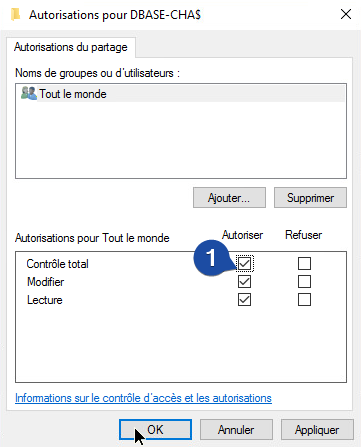 Autorisations pour DBASE-CHA$
Autorisations du partage
Noms de groupes ou d'utilisateurs :
Tout le monde
Ajouter... Supprimer
Autorisations pour Tout le monde Autoriser Refuser
1
Contrôle total
Modifier
Lecture
Informations sur le contrôle d'accès et les autorisations
OK Annuler Appliquer